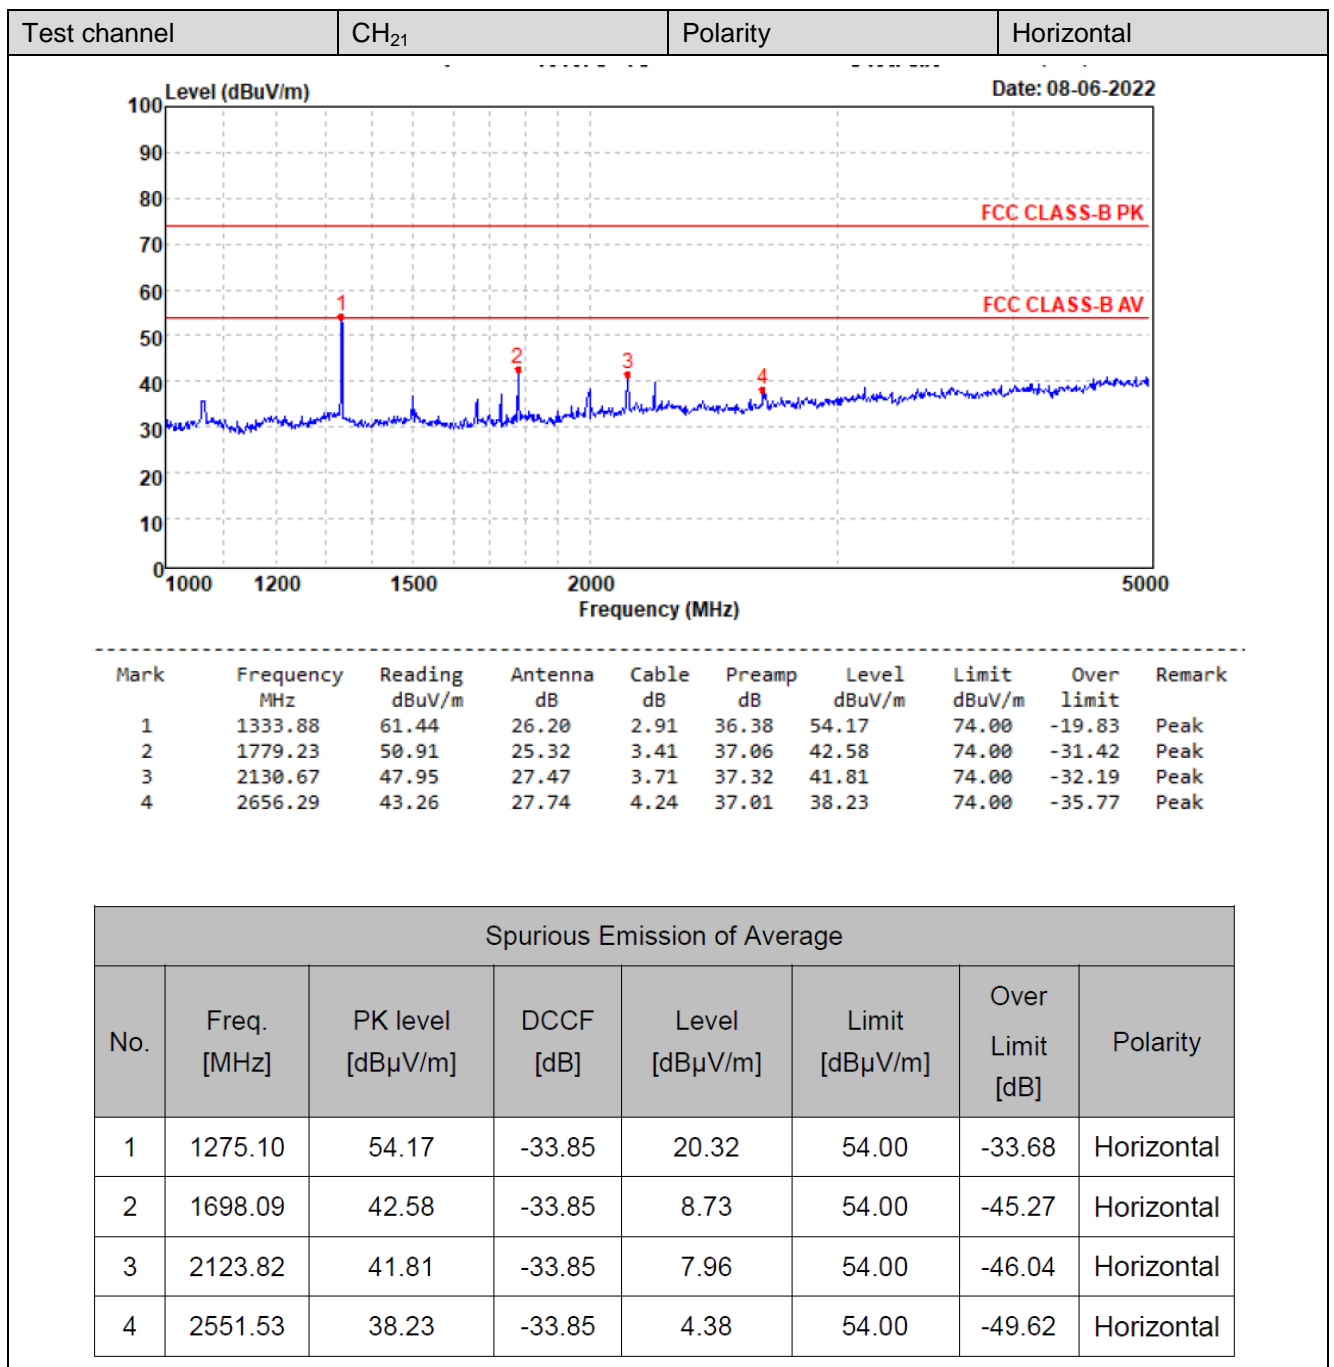 Test channel CH21 Polarity Horizontal
Level (dBuV/m) Date: 08-06-2022
100
90
80
FCC CLASS-B PK
70
60
FCC CLASS-B AV
1
50
2
3
4
40
30
20
10
0
1000 1200 1500 2000 5000
Frequency (MHz)
Mark Frequency Reading Antenna Cable Preamp Level Limit Over Remark
MHz dBuV/m dB dB dB dBuV/m dBuV/m limit
1 1333.88 61.44 26.20 2.91 36.38 54.17 74.00 -19.83 Peak
2 1779.23 50.91 25.32 3.41 37.06 42.58 74.00 -31.42 Peak
3 2130.67 47.95 27.47 3.71 37.32 41.81 74.00 -32.19 Peak
4 2656.29 43.26 27.74 4.24 37.01 38.23 74.00 -35.77 Peak
Spurious Emission of Average
No. Freq. [MHz] PK level [dBµV/m] DCCF [dB] Level [dBµV/m] Limit [dBµV/m] Over Limit [dB] Polarity
1 1275.10 54.17 -33.85 20.32 54.00 -33.68 Horizontal
2 1698.09 42.58 -33.85 8.73 54.00 -45.27 Horizontal
3 2123.82 41.81 -33.85 7.96 54.00 -46.04 Horizontal
4 2551.53 38.23 -33.85 4.38 54.00 -49.62 Horizontal